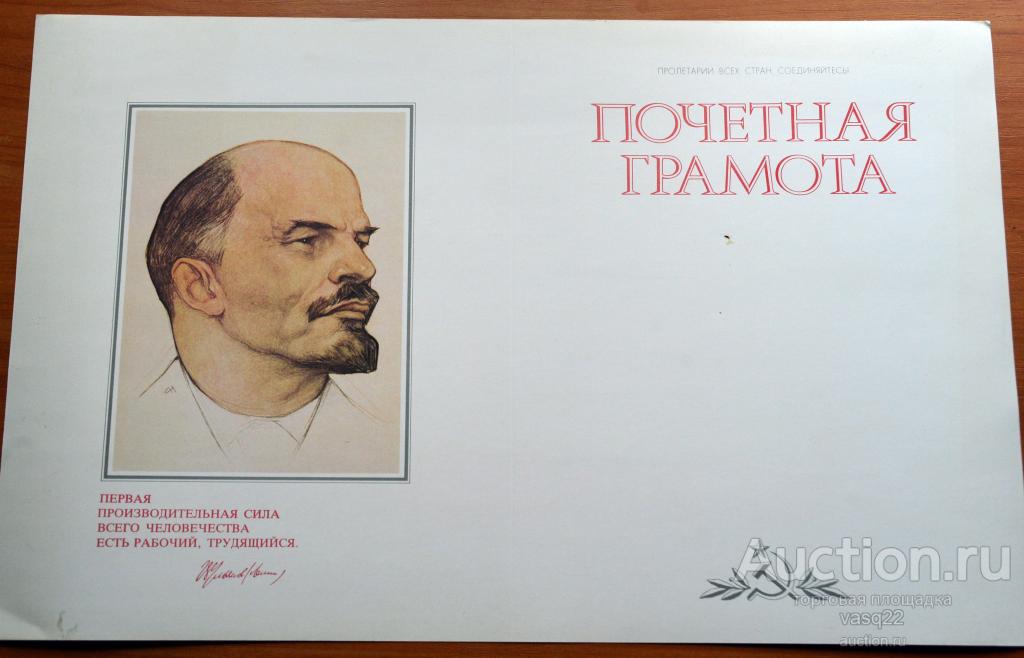 ПРОЛЕТАРИИ ВСЕХ СТРАН, СОЕДИНЯЙТЕСЬ!
ПОЧЕТНАЯ
ГРАМОТА
ПЕРВАЯ
ПРОИЗВОДИТЕЛЬНАЯ СИЛА
ВСЕГО ЧЕЛОВЕЧЕСТВА
ЕСТЬ РАБОЧИЙ, ТРУДЯЩИЙСЯ.
Auction.ru
торговая площадка
vasq22
auction.ru